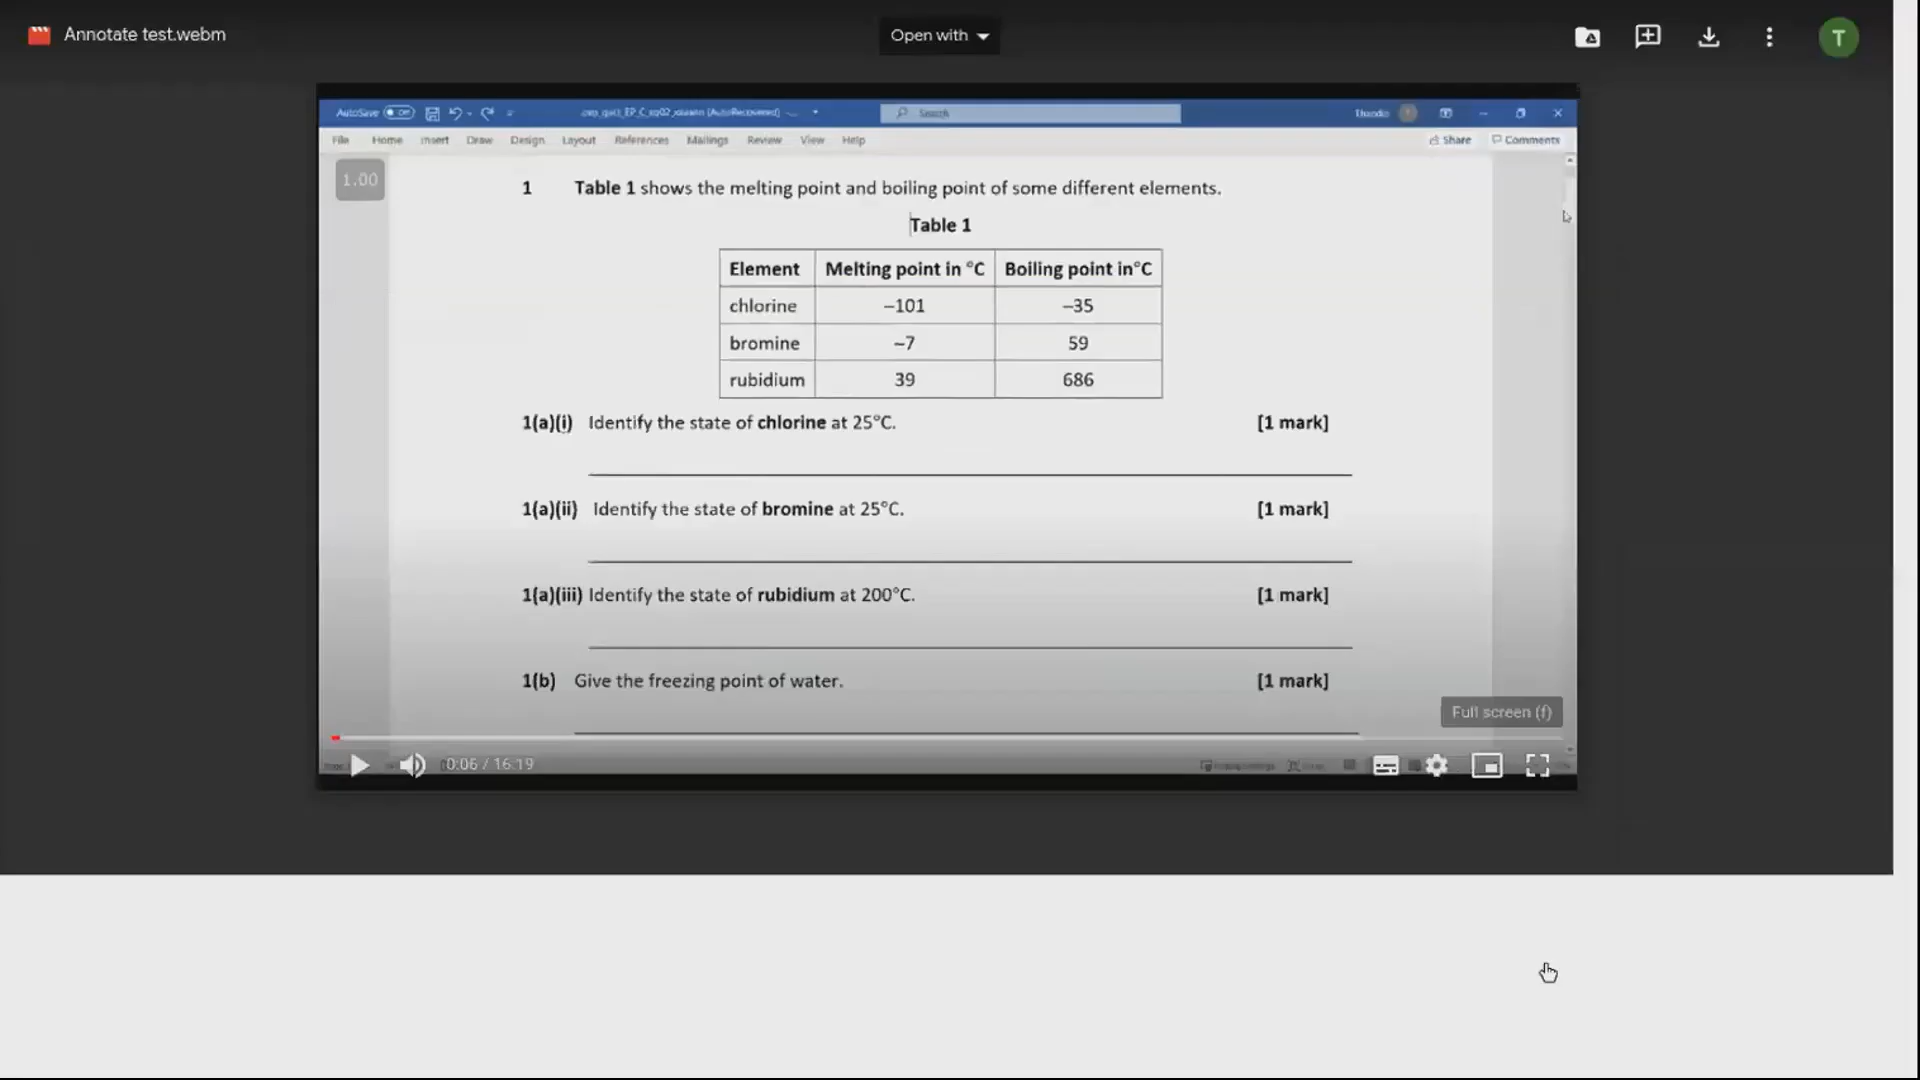 Annotate test.webm
Open with
T
AutoSave
Search
File Home Insert Draw Design Layout References Mailings Review View Help
Share Comments
1.00
1 Table 1 shows the melting point and boiling point of some different elements.
Table 1
Element Melting point in °C Boiling point in°C
chlorine –101 –35
bromine –7 59
rubidium 39 686
1(a)(i) Identify the state of chlorine at 25°C. [1 mark]
1(a)(ii) Identify the state of bromine at 25°C. [1 mark]
1(a)(iii) Identify the state of rubidium at 200°C. [1 mark]
1(b) Give the freezing point of water. [1 mark]
Full screen (f)
0:06 / 16:19